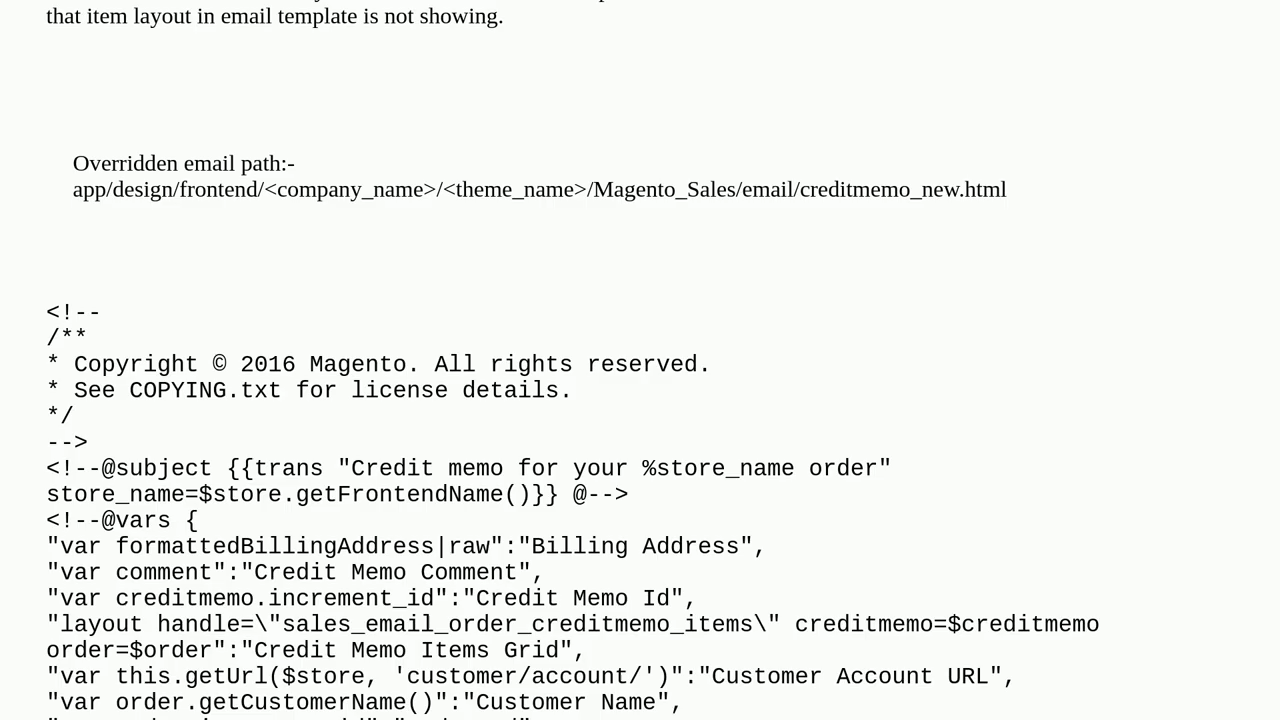 that item layout in email template is not showing.
Overridden email path:-
app/design/frontend/<company_name>/<theme_name>/Magento_Sales/email/creditmemo_new.html
<!--
/**
* Copyright © 2016 Magento. All rights reserved.
* See COPYING.txt for license details.
*/
-->
<!--@subject {{trans "Credit memo for your %store_name order"
store_name=$store.getFrontendName()}} @-->
<!--@vars {
"var formattedBillingAddress|raw":"Billing Address",
"var comment":"Credit Memo Comment",
"var creditmemo.increment_id":"Credit Memo Id",
"layout handle=\"sales_email_order_creditmemo_items\" creditmemo=$creditmemo
order=$order":"Credit Memo Items Grid",
"var this.getUrl($store, 'customer/account/')":"Customer Account URL",
"var order.getCustomerName()":"Customer Name",